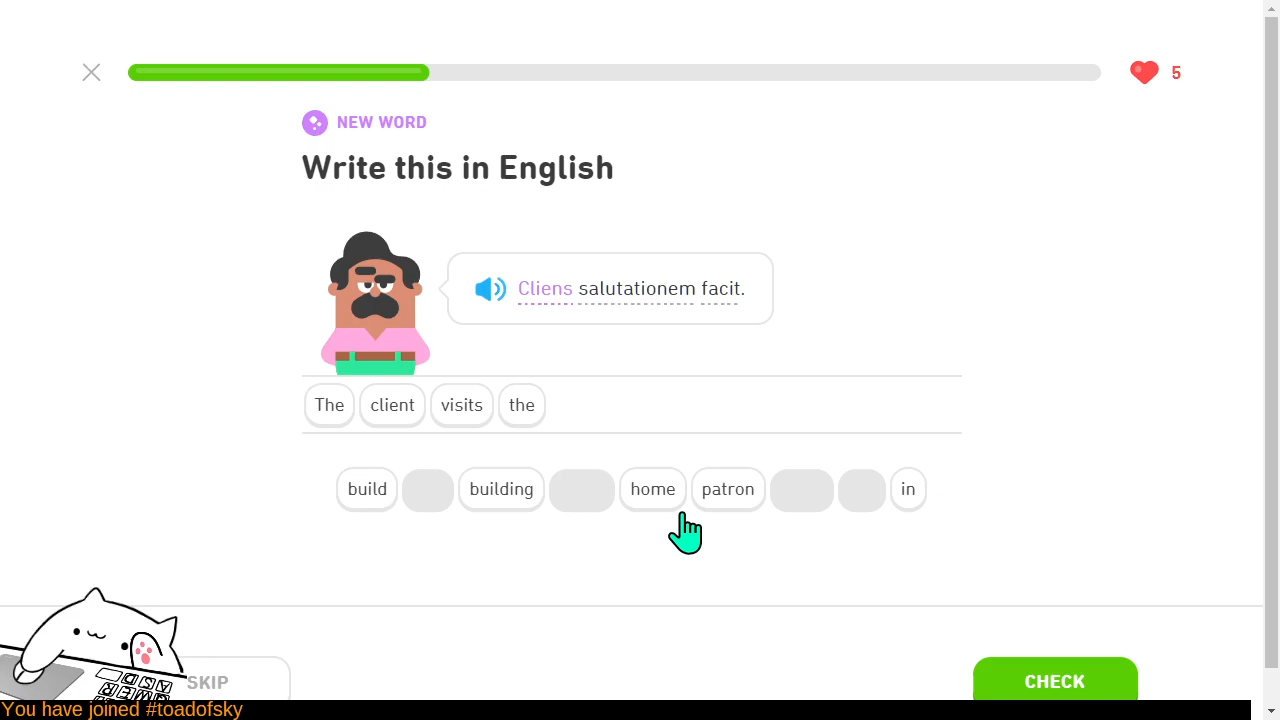 5
NEW WORD
Write this in English
Cliens salutationem facit.
The client visits the
build building home patron in
SKIP CHECK
You have joined #toadofsky